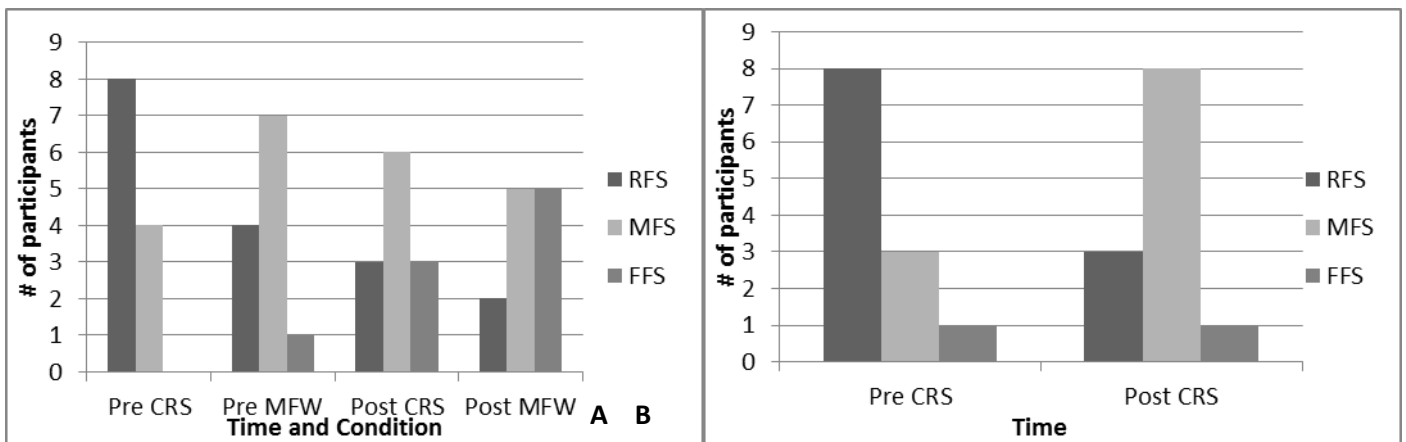 # of participants
9
8
7
6
5
4
3
2
1
0
Pre CRS Pre MFW Post CRS Post MFW
Time and Condition
RFS
MFS
FFS
A B
# of participants
9
8
7
6
5
4
3
2
1
0
Pre CRS Post CRS
Time
RFS
MFS
FFS